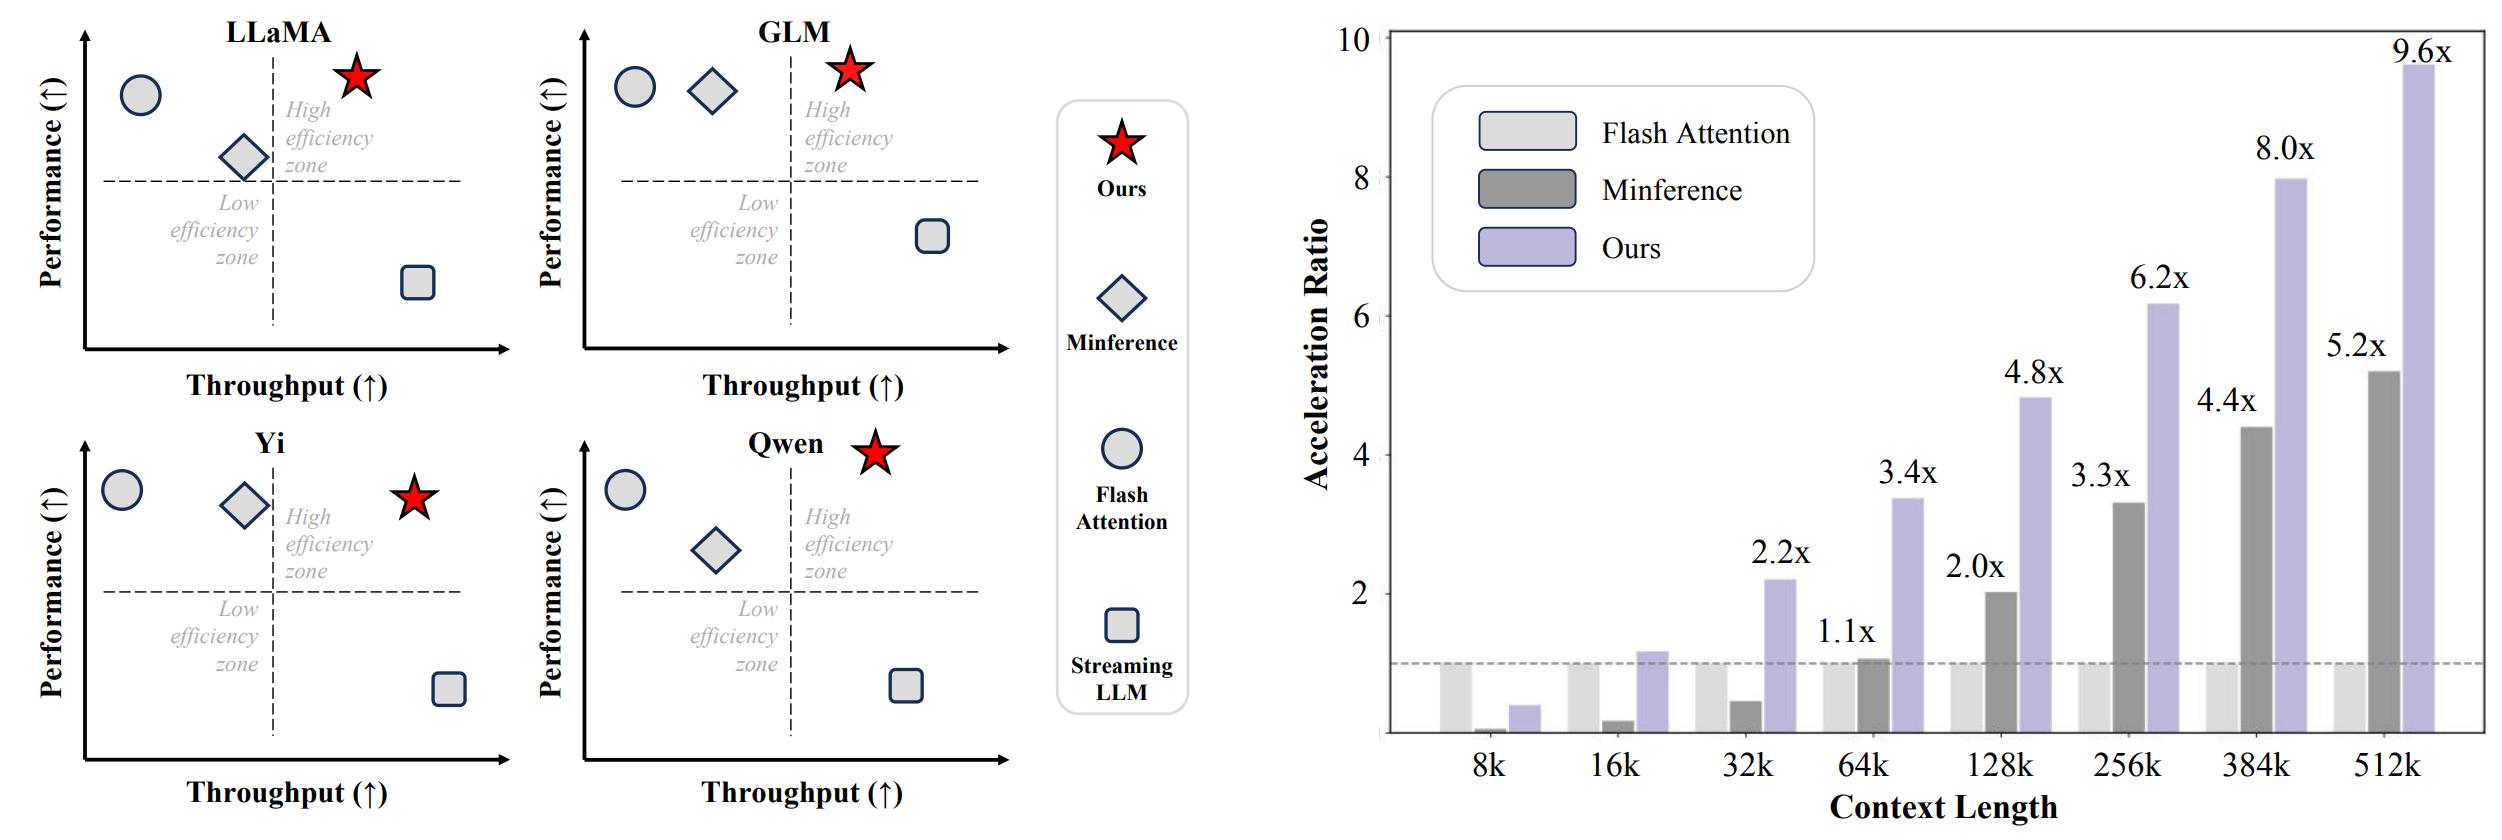 LLaMA
Performance (↑)
High
efficiency
zone
Low
efficiency
zone
Throughput (↑)
GLM
Performance (↑)
High
efficiency
zone
Low
efficiency
zone
Throughput (↑)
Yi
Performance (↑)
High
efficiency
zone
Low
efficiency
zone
Throughput (↑)
Qwen
Performance (↑)
High
efficiency
zone
Low
efficiency
zone
Throughput (↑)
Ours
Minference
Flash
Attention
Streaming
LLM
Acceleration Ratio
10
8
6
4
2
Flash Attention
Minference
Ours
2.2x
1.1x
3.4x
2.0x
4.8x
3.3x
6.2x
4.4x
8.0x
5.2x
9.6x
8k
16k
32k
64k
128k
256k
384k
512k
Context Length